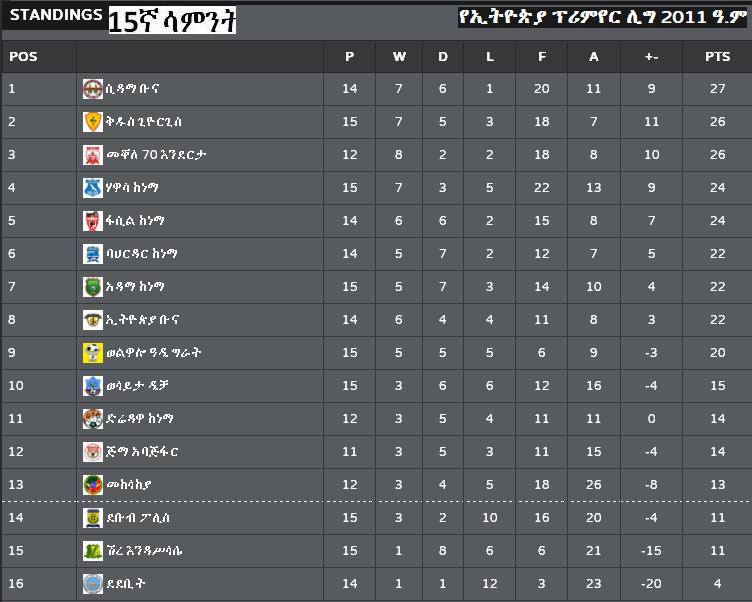 STANDINGS 15ኛ ሳምንት የኢትዮጵያ ፕሪምየር ሊግ 2011 ዓ.ም
POS P W D L F A +- PTS
1 ሲዳማ ቡና 14 7 6 1 20 11 9 27
2 ቅዱስ ጊዮርጊስ 15 7 5 3 18 7 11 26
3 መቐለ 70 እንደርታ 12 8 2 2 18 8 10 26
4 ሃዋሳ ከነማ 15 7 3 5 22 13 9 24
5 ፋሲል ከነማ 14 6 6 2 15 8 7 24
6 ባህርዳር ከነማ 14 5 7 2 12 7 5 22
7 አዳማ ከነማ 15 5 7 3 14 10 4 22
8 ኢትዮጵያ ቡና 14 6 4 4 11 8 3 22
9 ወልዋሎ ዓዲግራት 15 5 5 5 6 9 -3 20
10 ወላይታ ዲቻ 15 3 6 6 12 16 -4 15
11 ድሬዳዋ ከነማ 12 3 5 4 11 11 0 14
12 ጅማ አባጅፋር 11 3 5 3 11 15 -4 14
13 መከላከያ 12 3 4 5 18 26 -8 13
14 ደቡብ ፖሊስ 15 3 2 10 16 20 -4 11
15 ሽረ እንዳሥላሴ 15 1 8 6 6 21 -15 11
16 ደደቢት 14 1 1 12 3 23 -20 4